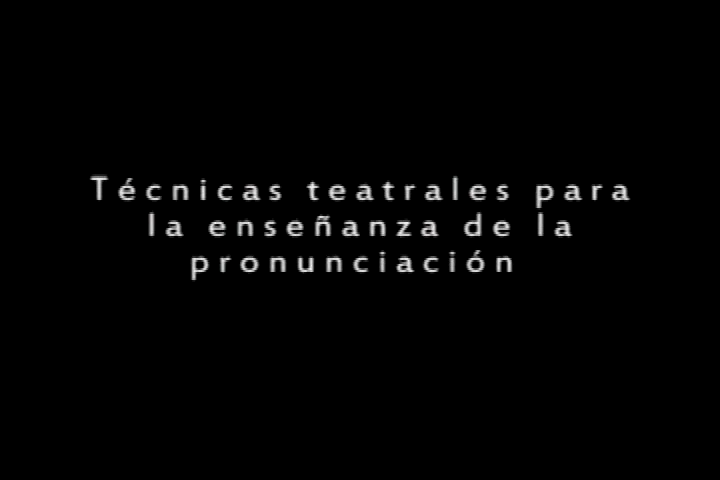 Técnicas teatrales para
la enseñanza de la
pronunciación